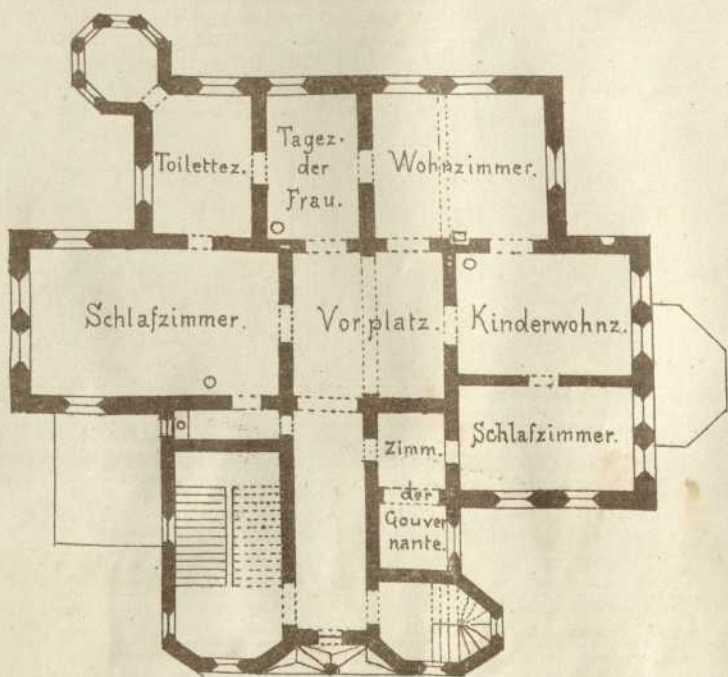 Toilettez.
Tagez.
der
Frau.
Wohnzimmer.
Schlafzimmer.
Vorplatz.
Kinderwohnz.
Zimm.
der
Gouver
nante.
Schlafzimmer.